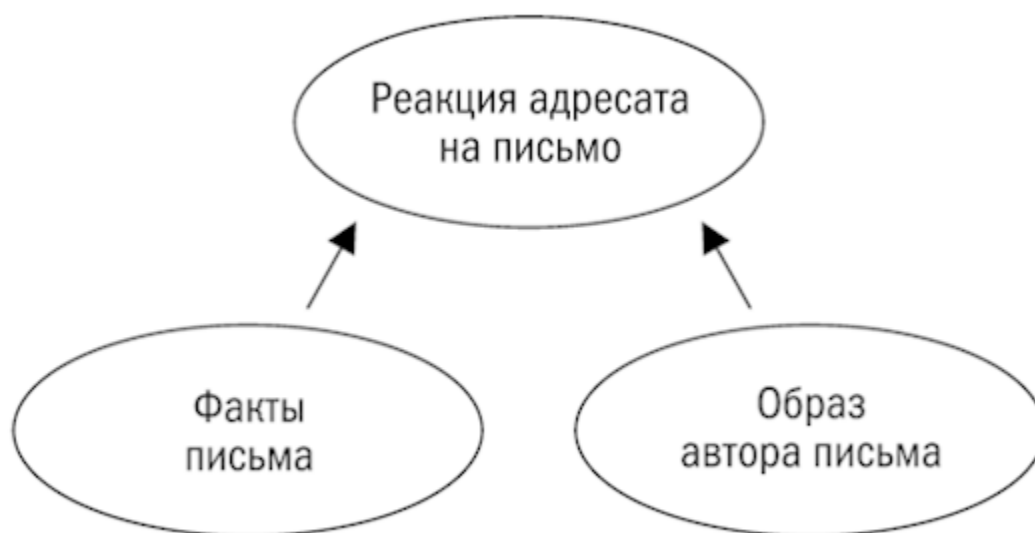 Реакция адресата
на письмо
Факты
письма
Образ
автора письма